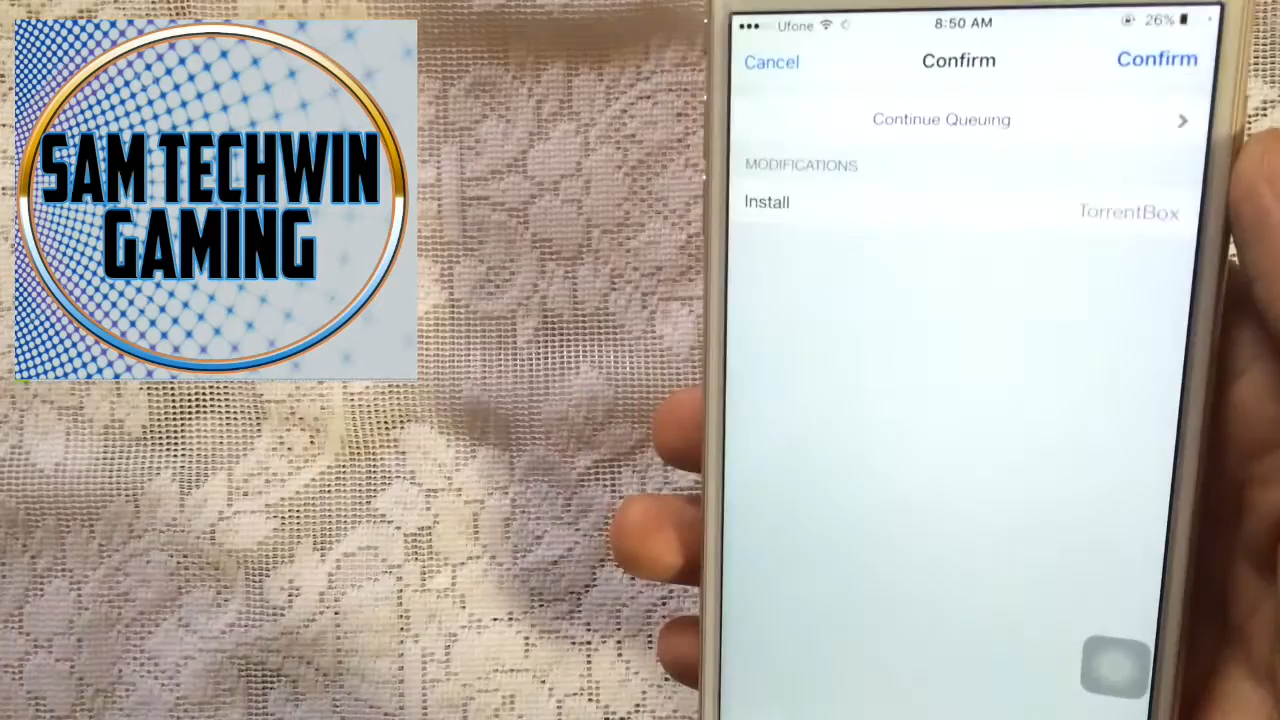 SAM TECHWIN
GAMING
Ufone 8:50 AM 26%
Cancel Confirm Confirm
Continue Queuing
MODIFICATIONS
Install TorrentBox